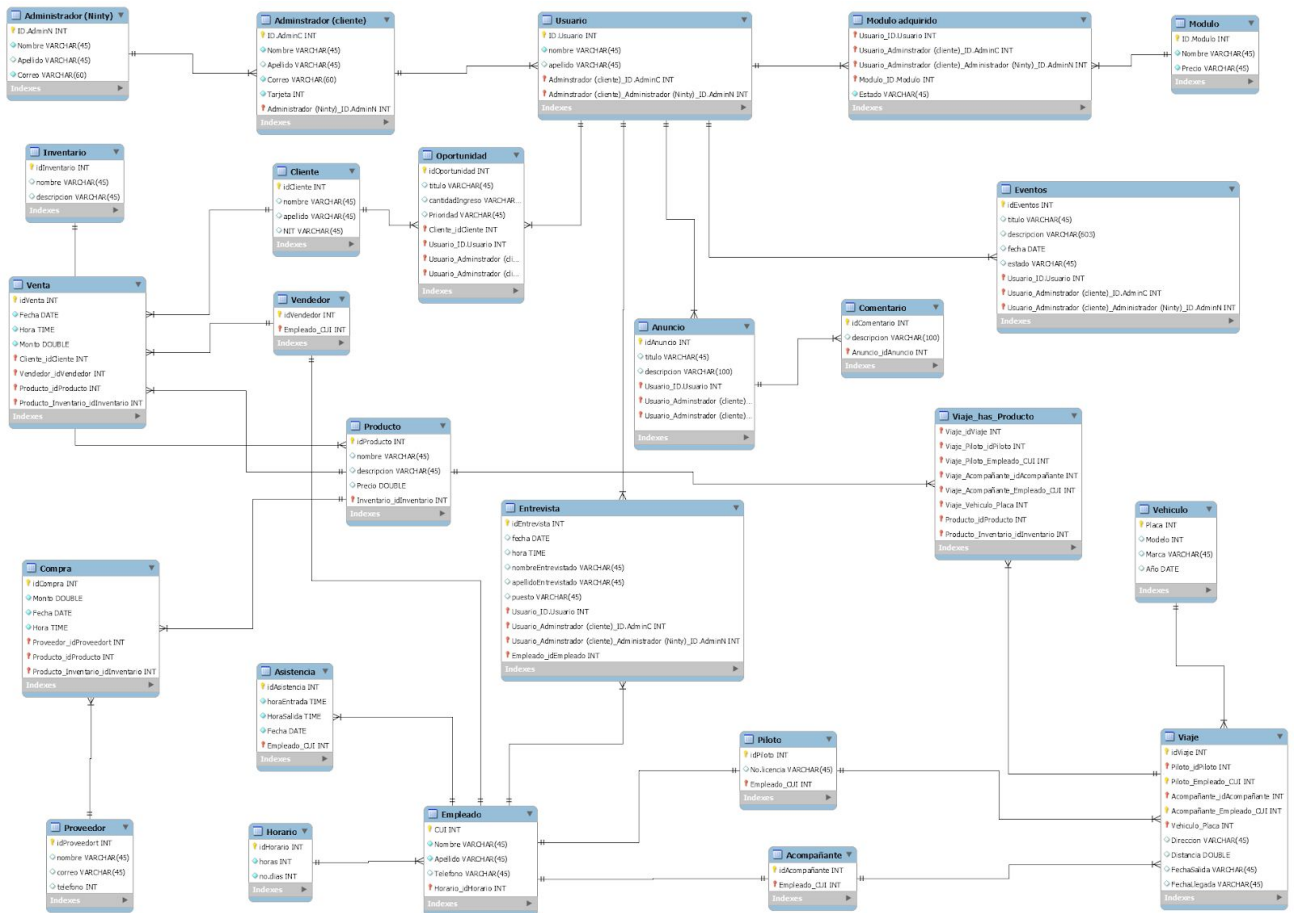 Administrador (Ninty)
ID.AdminN INT
Nombre VARCHAR(45)
Apellido VARCHAR(45)
Correo VARCHAR(60)
Indexes
Adminstrador (cliente)
ID.AdminC INT
Nombre VARCHAR(45)
Apellido VARCHAR(45)
Correo VARCHAR(60)
Tarjeta INT
Administrador (Ninty)_ID.AdminN INT
Indexes
Usuario
ID.Usuario INT
nombre VARCHAR(45)
apellido VARCHAR(45)
Adminstrador (cliente)_ID.AdminC INT
Adminstrador (cliente)_Administrador (Ninty)_ID.AdminN INT
Indexes
Modulo adquirido
Usuario_ID.Usuario INT
Usuario_Adminstrador (cliente)_ID.AdminC INT
Usuario_Adminstrador (cliente)_Administrador (Ninty)_ID.AdminN INT
Modulo_ID.Modulo INT
Estado VARCHAR(45)
Indexes
Modulo
ID.Modulo INT
Nombre VARCHAR(45)
Precio VARCHAR(45)
Indexes
Inventario
idInventario INT
nombre VARCHAR(45)
descripcion VARCHAR(45)
Indexes
Cliente
idCliente INT
nombre VARCHAR(45)
apellido VARCHAR(45)
NIT VARCHAR(45)
Indexes
Oportunidad
idOportunidad INT
titulo VARCHAR(45)
cantidadIngreso VARCHAR...
Prioridad VARCHAR(45)
Cliente_idCliente INT
Usuario_ID.Usuario INT
Usuario_Adminstrador (cli...
Usuario_Adminstrador (cli...
Indexes
Eventos
idEventos INT
titulo VARCHAR(45)
descripcion VARCHAR(603)
fecha DATE
estado VARCHAR(45)
Usuario_ID.Usuario INT
Usuario_Adminstrador (cliente)_ID.AdminC INT
Usuario_Adminstrador (cliente)_Administrador (Ninty)_ID.AdminN INT
Indexes
Venta
idVenta INT
Fecha DATE
Hora TIME
Monto DOUBLE
Cliente_idCliente INT
Vendedor_idVendedor INT
Producto_idProducto INT
Producto_Inventario_idInventario INT
Indexes
Vendedor
idVendedor INT
Empleado_CUI INT
Indexes
Anuncio
idAnuncio INT
titulo VARCHAR(45)
descripcion VARCHAR(100)
Usuario_ID.Usuario INT
Usuario_Adminstrador (cliente)...
Usuario_Adminstrador (cliente)...
Indexes
Comentario
idComentario INT
descripcion VARCHAR(100)
Anuncio_idAnuncio INT
Indexes
Producto
idProducto INT
nombre VARCHAR(45)
descripcion VARCHAR(45)
Precio DOUBLE
Inventario_idInventario INT
Indexes
Viaje_has_Producto
Viaje_idViaje INT
Viaje_Piloto_idPiloto INT
Viaje_Piloto_Empleado_CUI INT
Viaje_Acompañante_idAcompañante INT
Viaje_Acompañante_Empleado_CUI INT
Viaje_Vehiculo_Placa INT
Producto_idProducto INT
Producto_Inventario_idInventario INT
Indexes
Entrevista
idEntrevista INT
fecha DATE
hora TIME
nombreEntrevistado VARCHAR(45)
apellidoEntrevistado VARCHAR(45)
puesto VARCHAR(45)
Usuario_ID.Usuario INT
Usuario_Adminstrador (cliente)_ID.AdminC INT
Usuario_Adminstrador (cliente)_Administrador (Ninty)_ID.AdminN INT
Empleado_idEmpleado INT
Indexes
Vehiculo
Placa INT
Modelo INT
Marca VARCHAR(45)
Año DATE
Indexes
Compra
idCompra INT
Monto DOUBLE
Fecha DATE
Hora TIME
Proveedor_idProveedort INT
Producto_idProducto INT
Producto_Inventario_idInventario INT
Indexes
Asistencia
idAsistencia INT
horaEntrada TIME
HoraSalida TIME
Fecha DATE
Empleado_CUI INT
Indexes
Piloto
idPiloto INT
No.licencia VARCHAR(45)
Empleado_CUI INT
Indexes
Viaje
idViaje INT
Piloto_idPiloto INT
Piloto_Empleado_CUI INT
Acompañante_idAcompañante INT
Acompañante_Empleado_CUI INT
Vehiculo_Placa INT
Direccion VARCHAR(45)
Distancia DOUBLE
FechaSalida VARCHAR(45)
FechaLlegada VARCHAR(45)
Indexes
Proveedor
idProveedort INT
nombre VARCHAR(45)
correo VARCHAR(45)
telefono INT
Indexes
Horario
idHorario INT
horas INT
no.dias INT
Indexes
Empleado
CUI INT
Nombre VARCHAR(45)
Apellido VARCHAR(45)
Telefono VARCHAR(45)
Horario_idHorario INT
Indexes
Acompañante
idAcompañante INT
Empleado_CUI INT
Indexes